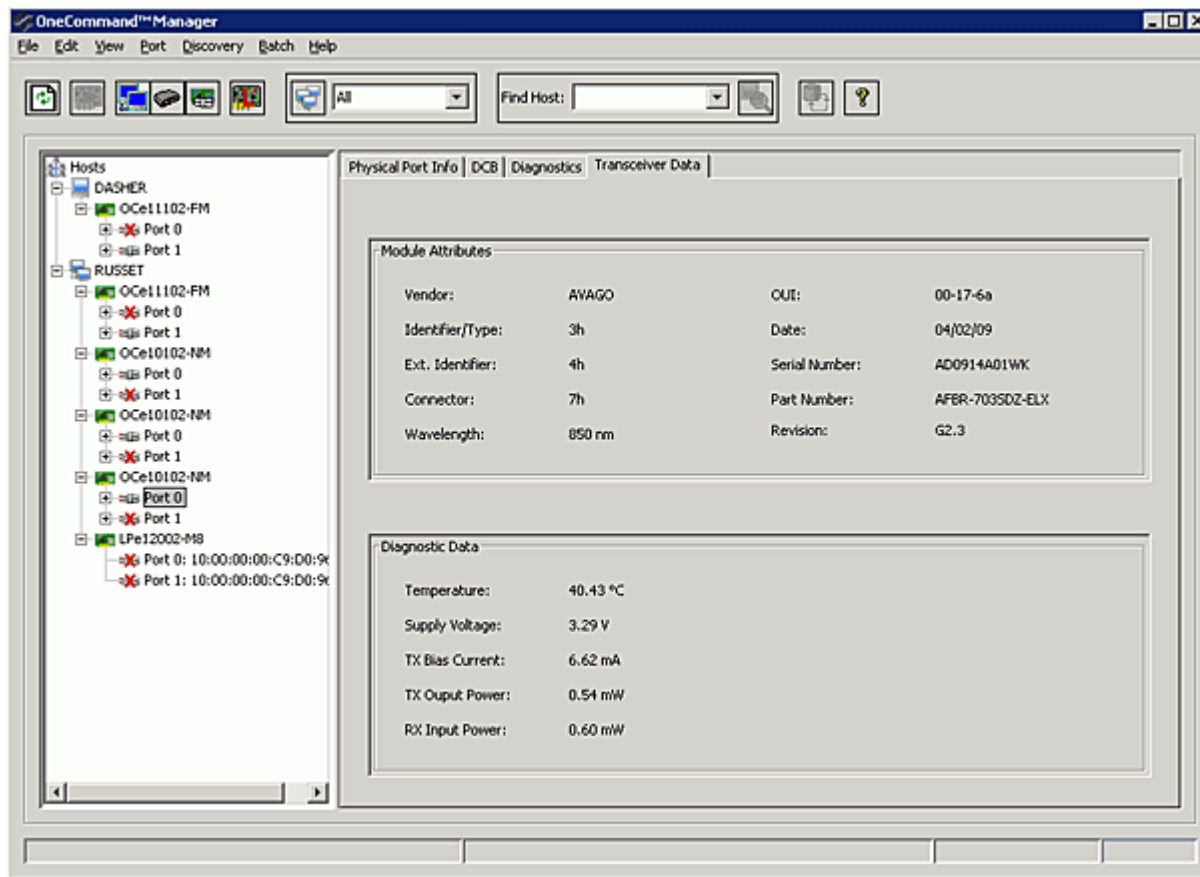 OneCommand™Manager
File Edit View Port Discovery Batch Help
All Find Host:
Hosts
DASHER
OCe11102-FM
Port 0
Port 1
RUSSET
OCe11102-FM
Port 0
Port 1
OCe10102-NM
Port 0
Port 1
OCe10102-NM
Port 0
Port 1
OCe10102-NM
Port 0
Port 1
LPe12002-M8
Port 0: 10:00:00:00:C9:D0:9
Port 1: 10:00:00:00:C9:D0:9
Physical Port Info DCB Diagnostics Transceiver Data
Module Attributes
Vendor: AVAGO OUI: 00-17-6a
Identifier/Type: 3h Date: 04/02/09
Ext. Identifier: 4h Serial Number: AD0914A01WK
Connector: 7h Part Number: AFBR-703SDZ-ELX
Wavelength: 850 nm Revision: G2.3
Diagnostic Data
Temperature: 40.43 °C
Supply Voltage: 3.29 V
TX Bias Current: 6.62 mA
TX Ouput Power: 0.54 mW
RX Input Power: 0.60 mW